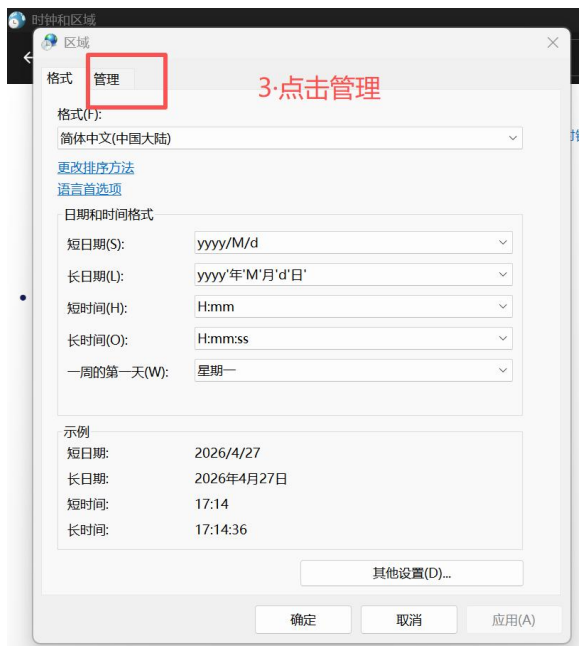 时钟和区域
区域
格式 管理
3·点击管理
格式(F):
简体中文(中国大陆)
更改排序方法
语言首选项
日期和时间格式
短日期(S): yyyy/M/d
长日期(L): yyyy'年'M'月'd'日'
短时间(H): H:mm
长时间(O): H:mm:ss
一周的第一天(W): 星期一
示例
短日期: 2026/4/27
长日期: 2026年4月27日
短时间: 17:14
长时间: 17:14:36
其他设置(D)...
确定 取消 应用(A)